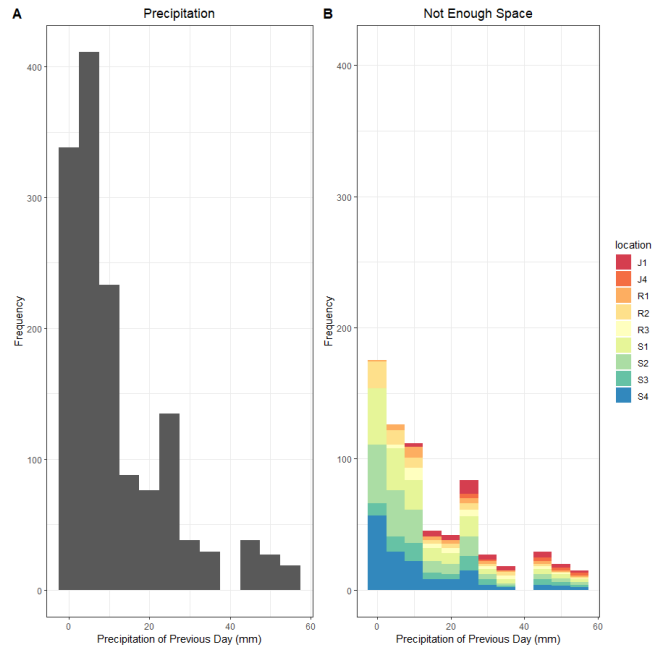 A
Precipitation
400
300
200
100
0
Frequency
0
20
40
60
Precipitation of Previous Day (mm)
B
Not Enough Space
400
300
200
100
0
Frequency
0
20
40
60
Precipitation of Previous Day (mm)
location
J1
J4
R1
R2
R3
S1
S2
S3
S4